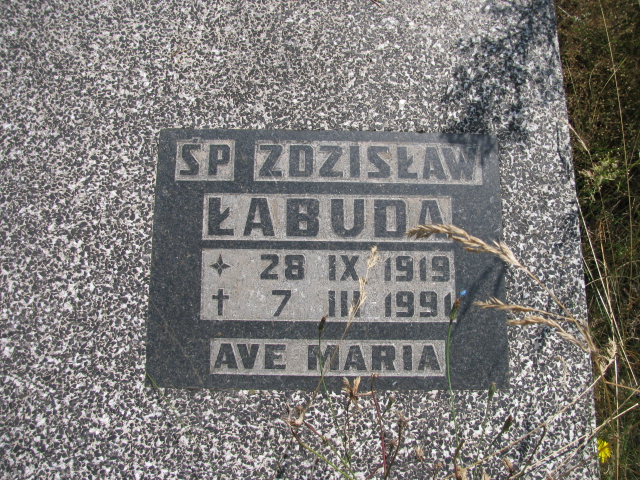 ŚP ZDZISŁAW
ŁABUDA
28 IX 1919
† 7 III 1991
AVE MARIA